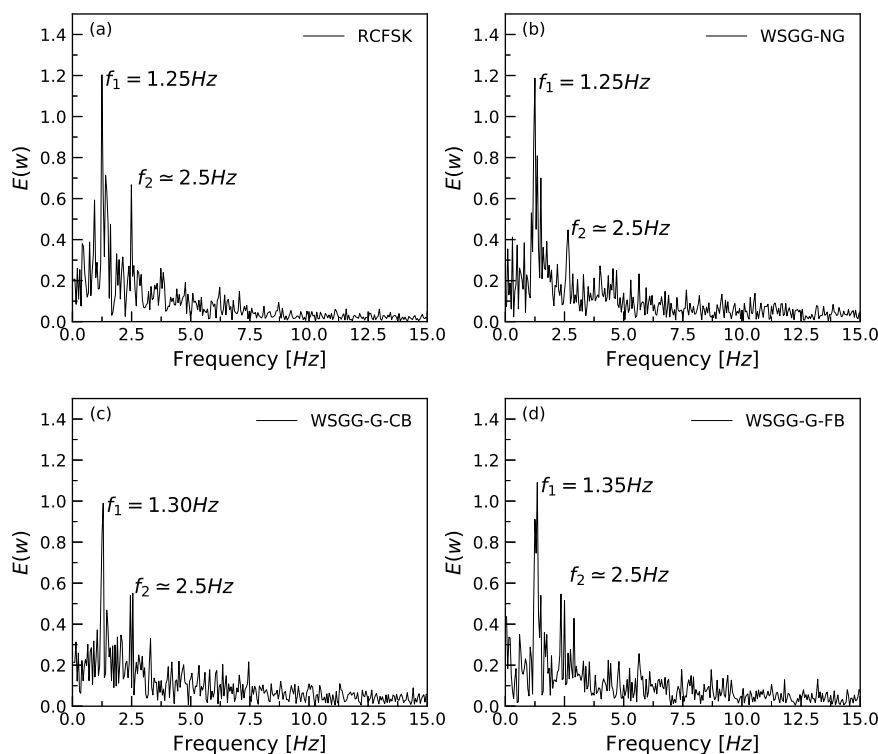 (a)
RCFSK
f₁ = 1.25Hz
f₂ ≃ 2.5Hz
E(w)
1.4
1.2
1.0
0.8
0.6
0.4
0.2
0.0
0.0 2.5 5.0 7.5 10.0 12.5 15.0
Frequency [Hz]
(b)
WSGG-NG
f₁ = 1.25Hz
f₂ ≃ 2.5Hz
E(w)
1.4
1.2
1.0
0.8
0.6
0.4
0.2
0.0
0.0 2.5 5.0 7.5 10.0 12.5 15.0
Frequency [Hz]
(c)
WSGG-G-CB
f₁ = 1.30Hz
f₂ ≃ 2.5Hz
E(w)
1.4
1.2
1.0
0.8
0.6
0.4
0.2
0.0
0.0 2.5 5.0 7.5 10.0 12.5 15.0
Frequency [Hz]
(d)
WSGG-G-FB
f₁ = 1.35Hz
f₂ ≃ 2.5Hz
E(w)
1.4
1.2
1.0
0.8
0.6
0.4
0.2
0.0
0.0 2.5 5.0 7.5 10.0 12.5 15.0
Frequency [Hz]